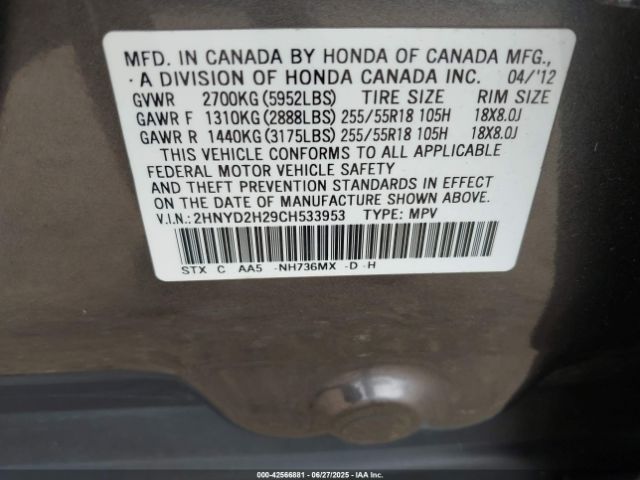 MFD. IN CANADA BY HONDA OF CANADA MFG.,
A DIVISION OF HONDA CANADA INC. 04/'12
GVWR 2700KG(5952LBS) TIRE SIZE RIM SIZE
GAWR F 1310KG(2888LBS) 255/55R18 105H 18X8.0J
GAWR R 1440KG(3175LBS) 255/55R18 105H 18X8.0J
THIS VEHICLE CONFORMS TO ALL APPLICABLE
FEDERAL MOTOR VEHICLE SAFETY
AND THEFT PREVENTION STANDARDS IN EFFECT
ON THE DATE OF MANUFACTURE SHOWN ABOVE.
V.I.N.:2HNYD2H29CH533953 TYPE: MPV
STX C AA5 -NH736MX -D -H
000-42566881 - 06/27/2025 - IAA Inc.